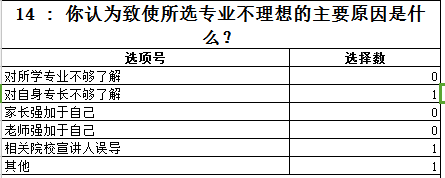 14 : 你认为致使所选专业不理想的主要原因是什
么?
选项号 选择数
对所学专业不够了解 0
对自身专长不够了解 1
家长强加于自己 0
老师强加于自己 0
相关院校宣讲人误导 1
其他 1